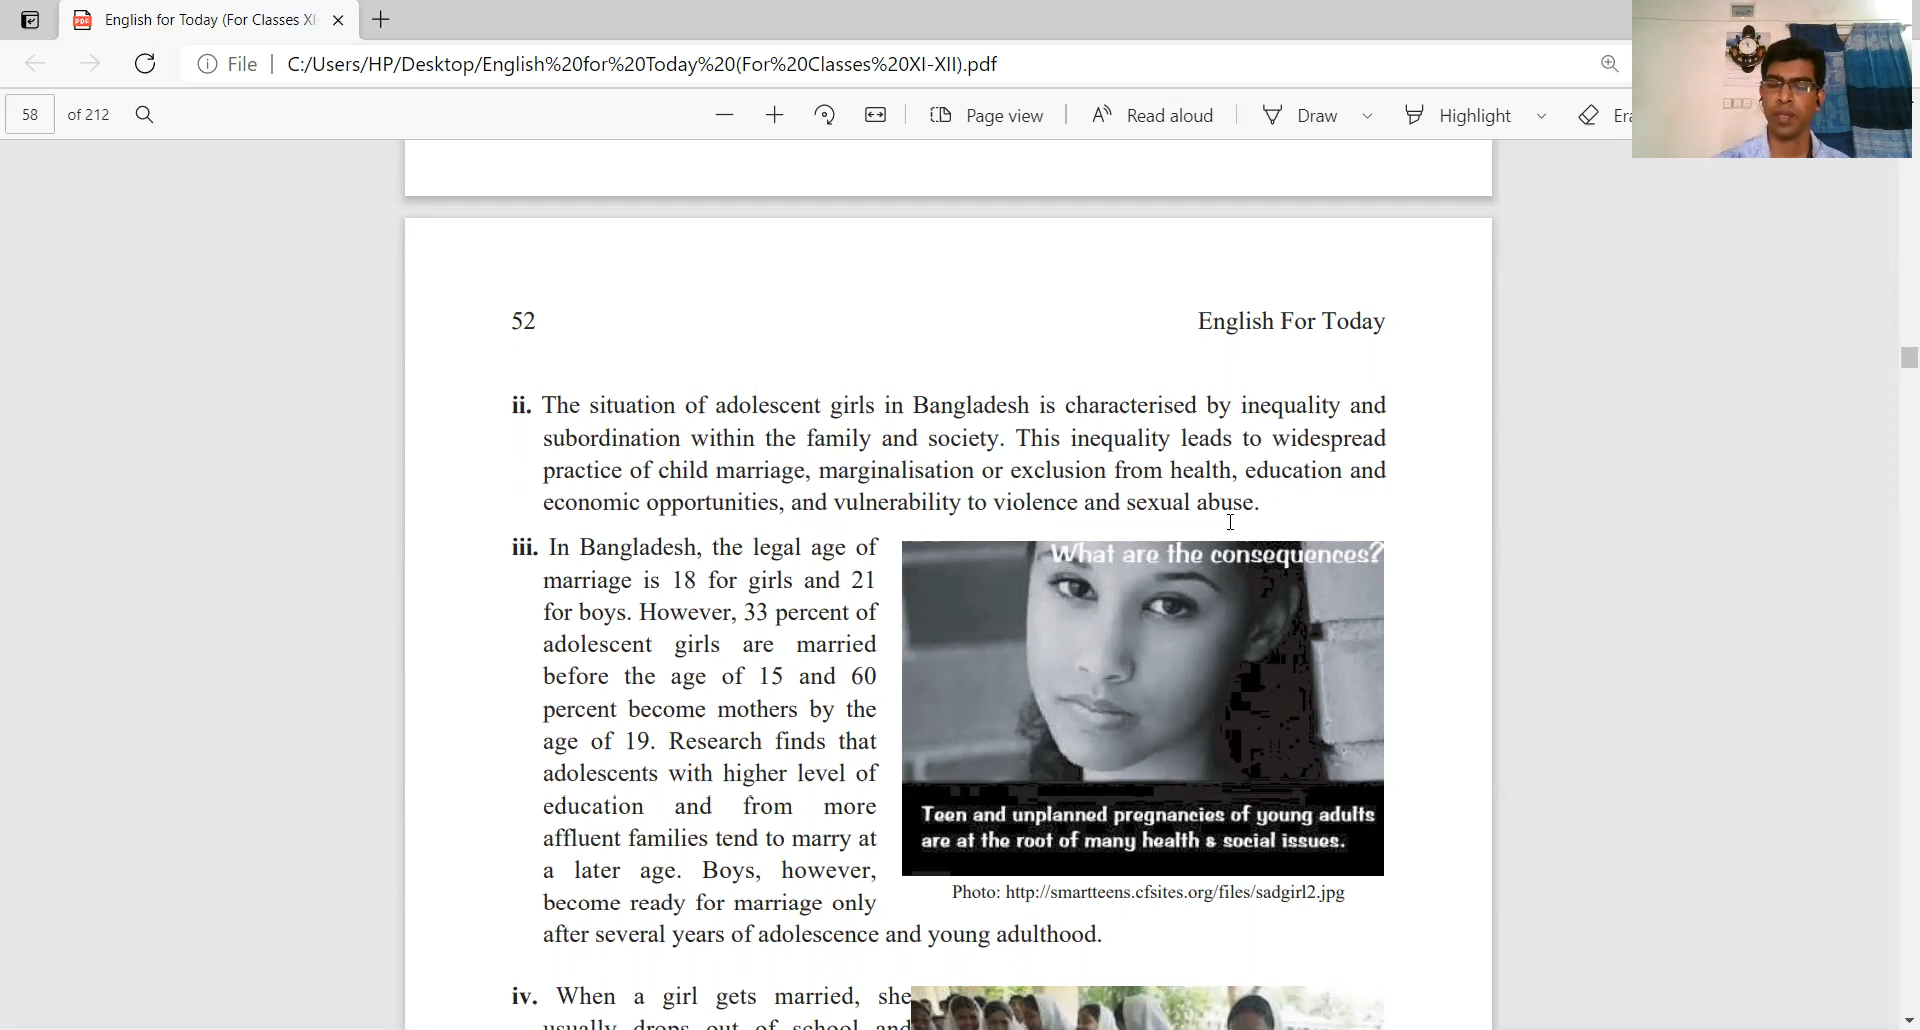 English for Today (For Classes XI-
File
C:/Users/HP/Desktop/English%20for%20Today%20(For%20Classes%20XI-XII).pdf
58 of 212
Page view
Read aloud
Draw
Highlight
Era
52
English For Today
ii. The situation of adolescent girls in Bangladesh is characterised by inequality and
subordination within the family and society. This inequality leads to widespread
practice of child marriage, marginalisation or exclusion from health, education and
economic opportunities, and vulnerability to violence and sexual abuse.
iii. In Bangladesh, the legal age of
marriage is 18 for girls and 21
for boys. However, 33 percent of
adolescent girls are married
before the age of 15 and 60
percent become mothers by the
age of 19. Research finds that
adolescents with higher level of
education and from more
affluent families tend to marry at
a later age. Boys, however,
become ready for marriage only
after several years of adolescence and young adulthood.
What are the consequences?
Teen and unplanned pregnancies of young adults
are at the root of many health & social issues.
Photo: http://smartteens.cfsites.org/files/sadgirl2.jpg
iv. When a girl gets married, she
usually drops out of school and